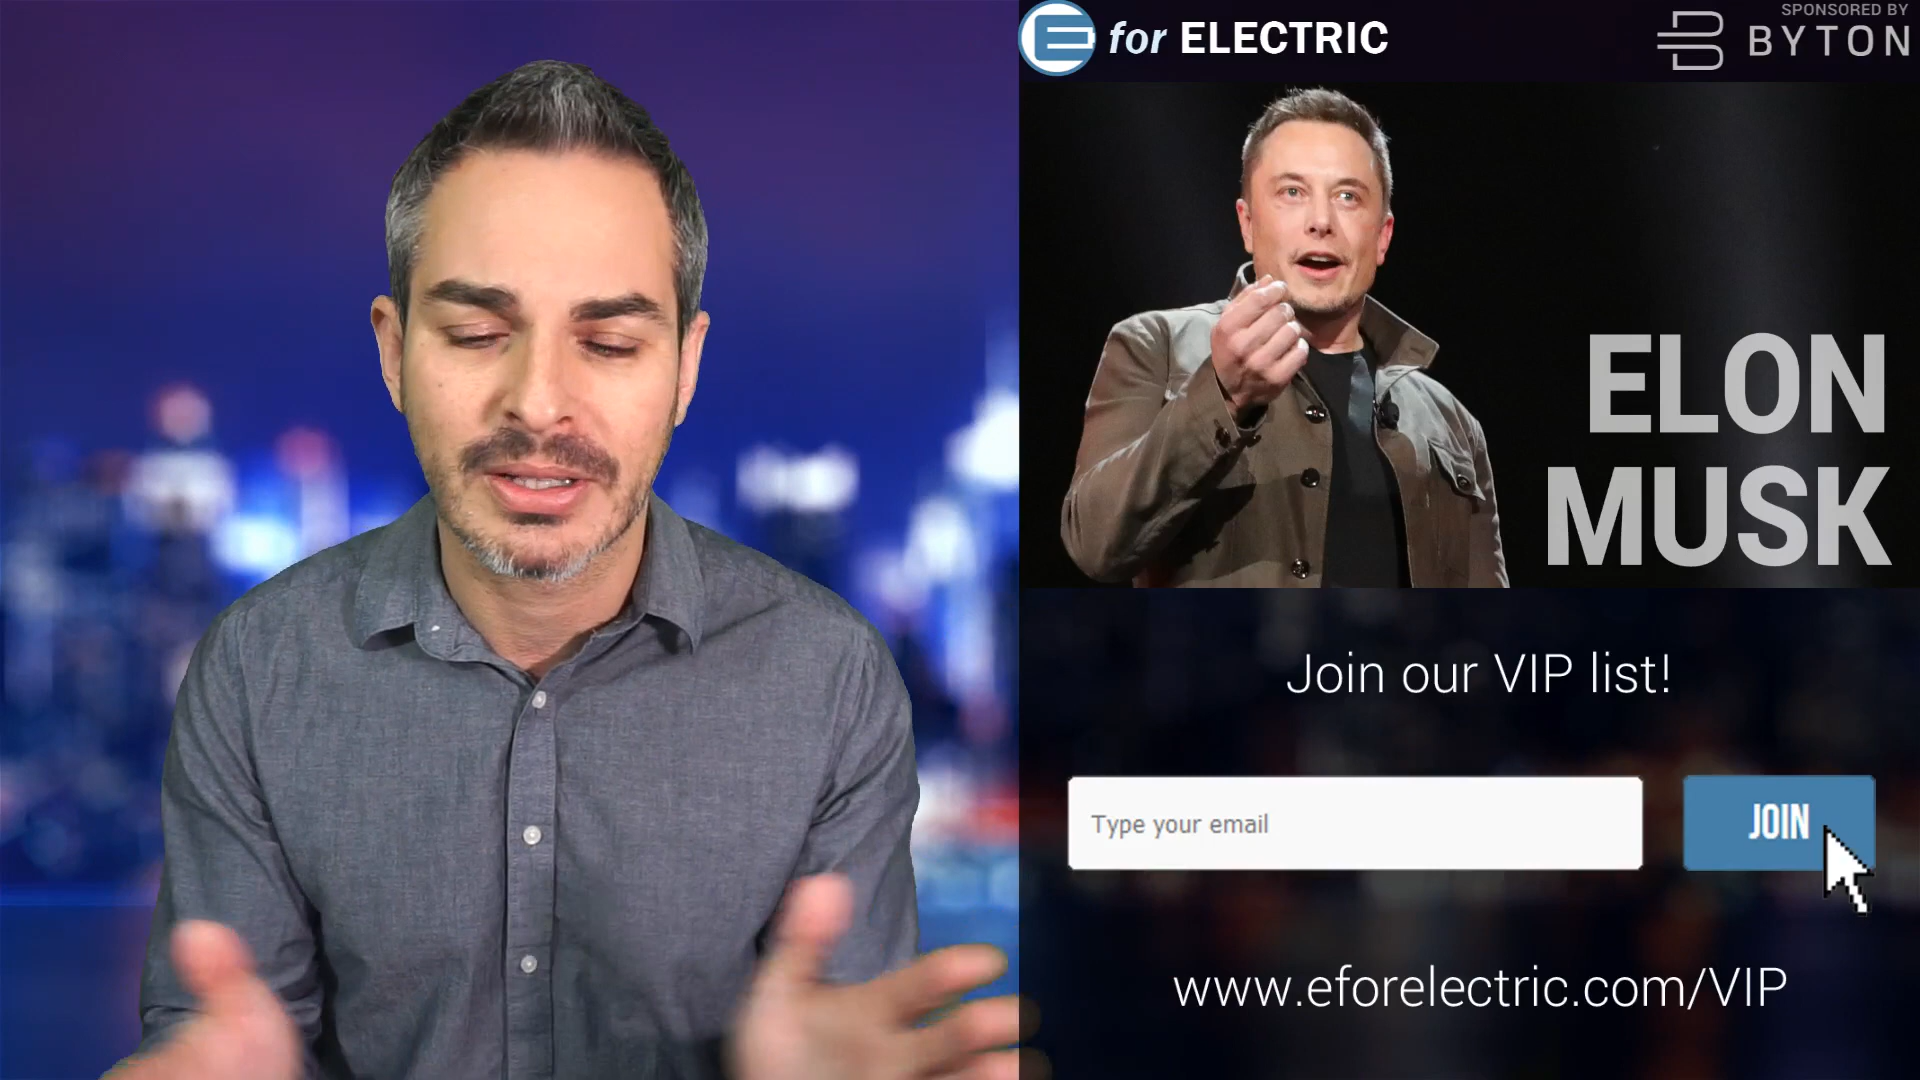 for ELECTRIC
SPONSORED BY
BYTON
ELON
MUSK
Join our VIP list!
Type your email
JOIN
www.eforelectric.com/VIP